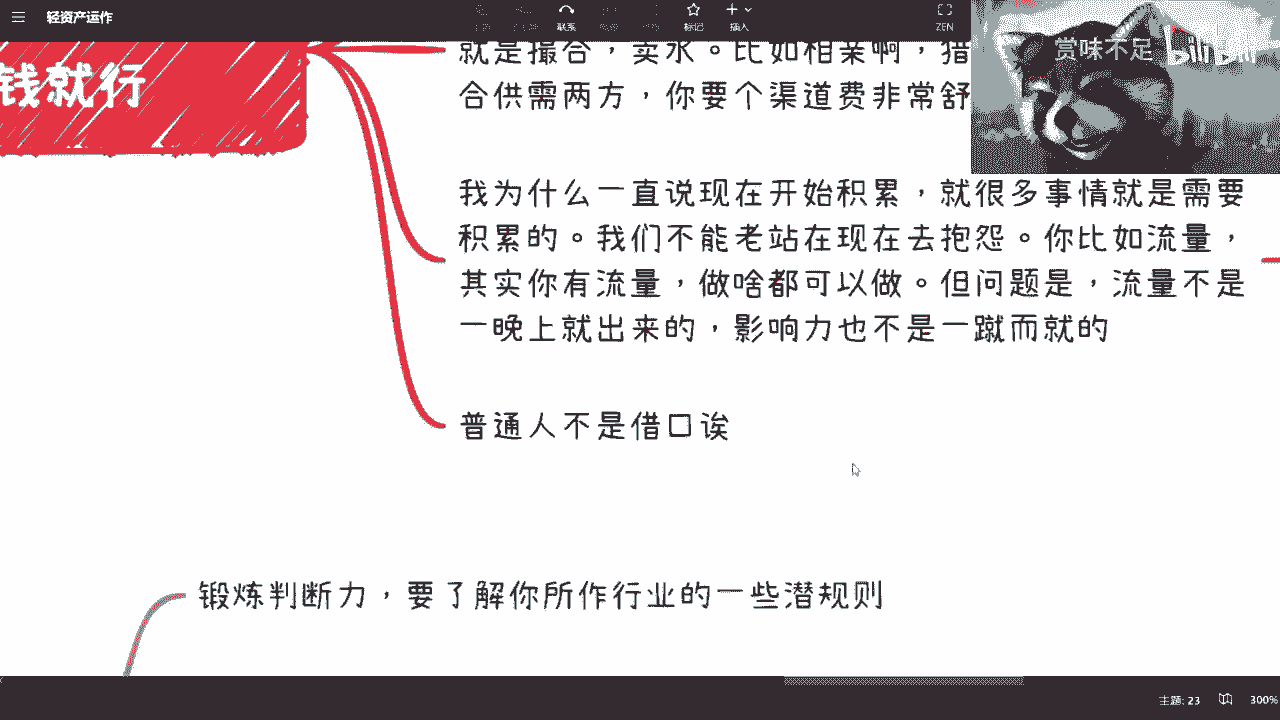 轻资产运作
联系
标记
插入
ZEN
赏味不足 bilibili
钱就行
就是撮合，卖水。比如相亲啊，猎
合供需两方，你要个渠道费非常舒
我为什么一直说现在开始积累，就很多事情就是需要
积累的。我们不能老站在现在去抱怨。你比如流量，
其实你有流量，做啥都可以做。但问题是，流量不是
一晚上就出来的，影响力也不是一蹴而就的
普通人不是借口诶
锻炼判断力，要了解你所作行业的一些潜规则
主题: 23
300%